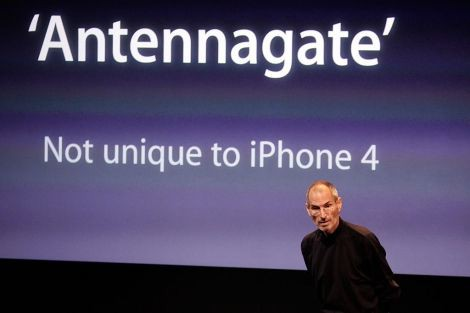 ‘Antennagate’
Not unique to iPhone 4